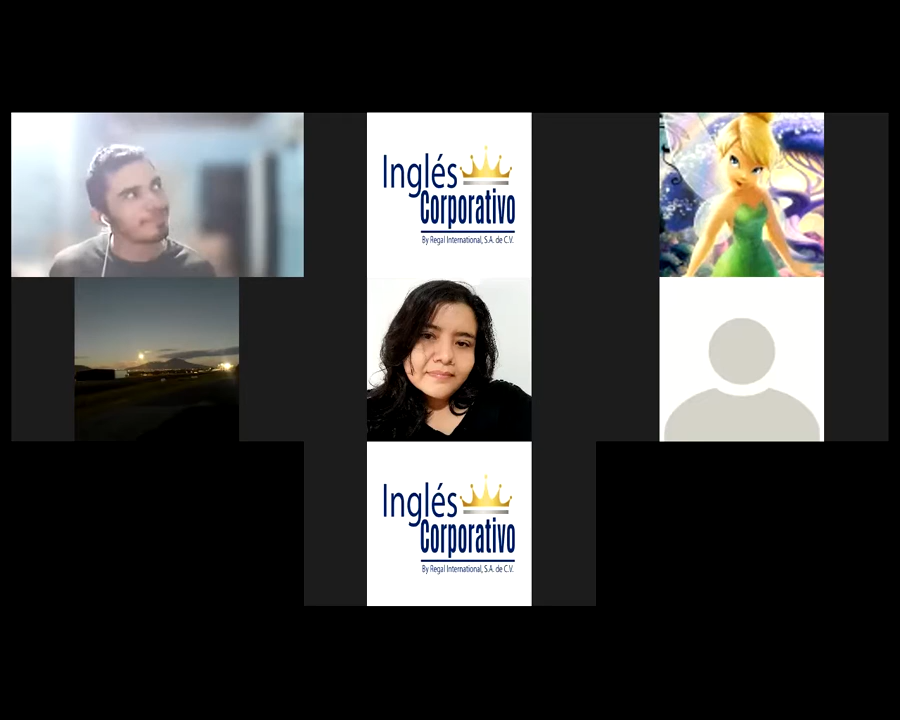 Inglés
Corporativo
By Regal International, S.A. de C.V.
Inglés
Corporativo
By Regal International, S.A. de C.V.